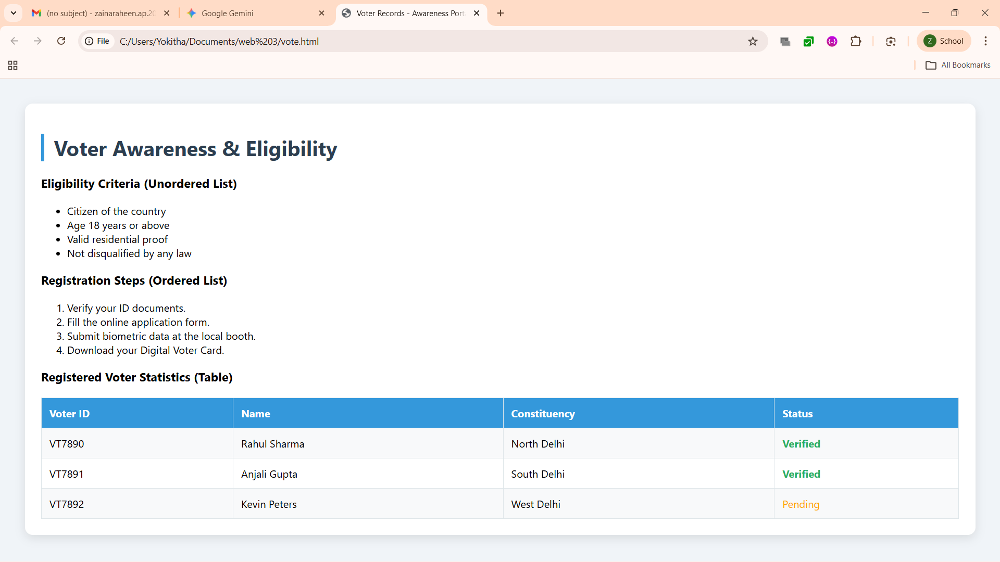 (no subject) - zainaraheen.ap.20
Google Gemini
Voter Records - Awareness Port
File
C:/Users/Yokitha/Documents/web%203/vote.html
Z
School
All Bookmarks
Voter Awareness & Eligibility
Eligibility Criteria (Unordered List)
Citizen of the country
Age 18 years or above
Valid residential proof
Not disqualified by any law
Registration Steps (Ordered List)
1. Verify your ID documents.
2. Fill the online application form.
3. Submit biometric data at the local booth.
4. Download your Digital Voter Card.
Registered Voter Statistics (Table)
Voter ID Name Constituency Status
VT7890 Rahul Sharma North Delhi Verified
VT7891 Anjali Gupta South Delhi Verified
VT7892 Kevin Peters West Delhi Pending